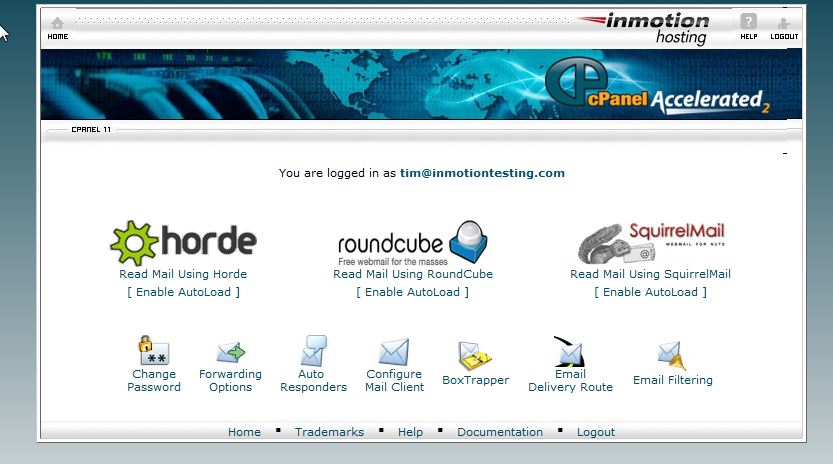 inmotion
hosting
HOME
HELP
LOGOUT
17X
18X
cPanel Accelerated2
CPANEL 11
You are logged in as tim@inmotiontesting.com
horde
roundcube
Free webmail for the masses
SquirrelMail
WEBMAIL FOR NUTS
Read Mail Using Horde
Read Mail Using RoundCube
Read Mail Using SquirrelMail
[ Enable AutoLoad ]
[ Enable AutoLoad ]
[ Enable AutoLoad ]
Change
Password
Forwarding
Options
Auto
Responders
Configure
Mail Client
BoxTrapper
Email
Delivery Route
Email Filtering
Home ▪ Trademarks ▪ Help ▪ Documentation ▪ Logout